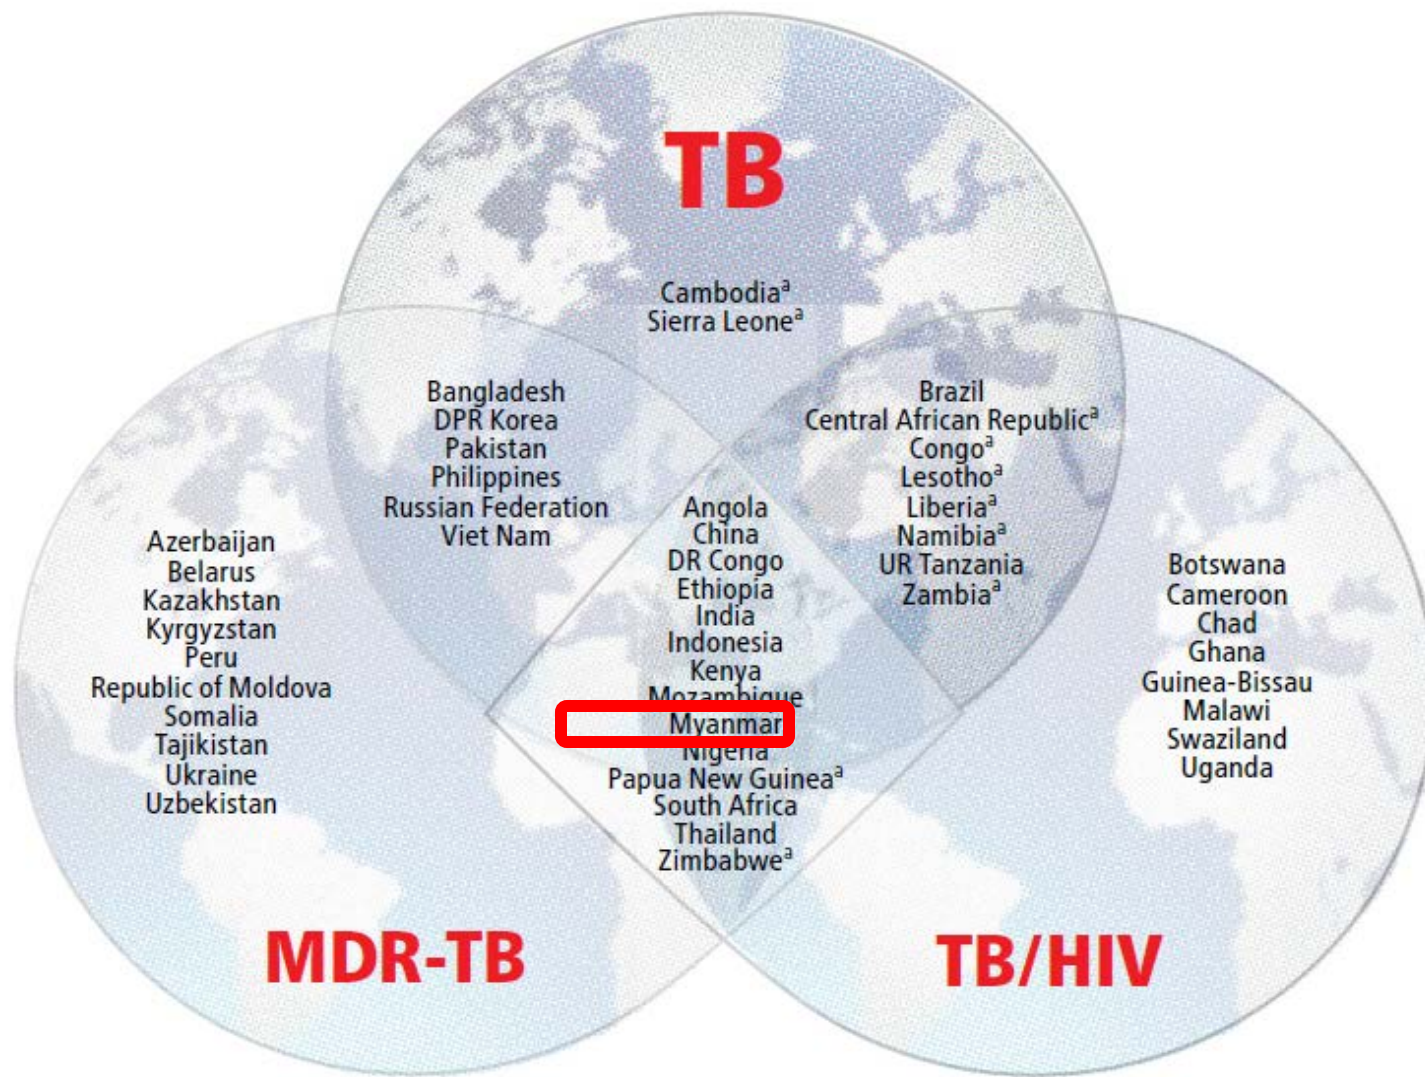 TB
Cambodiaª
Sierra Leoneª
Bangladesh
DPR Korea
Pakistan
Philippines
Russian Federation
Viet Nam
Brazil
Central African Republicª
Congoª
Lesothoª
Liberiaª
Namibiaª
UR Tanzania
Zambiaª
Angola
China
DR Congo
Ethiopia
India
Indonesia
Kenya
Mozambique
Myanmar
Nigeria
Papua New Guineaª
South Africa
Thailand
Zimbabweª
Azerbaijan
Belarus
Kazakhstan
Kyrgyzstan
Peru
Republic of Moldova
Somalia
Tajikistan
Ukraine
Uzbekistan
Botswana
Cameroon
Chad
Ghana
Guinea-Bissau
Malawi
Swaziland
Uganda
MDR-TB
TB/HIV